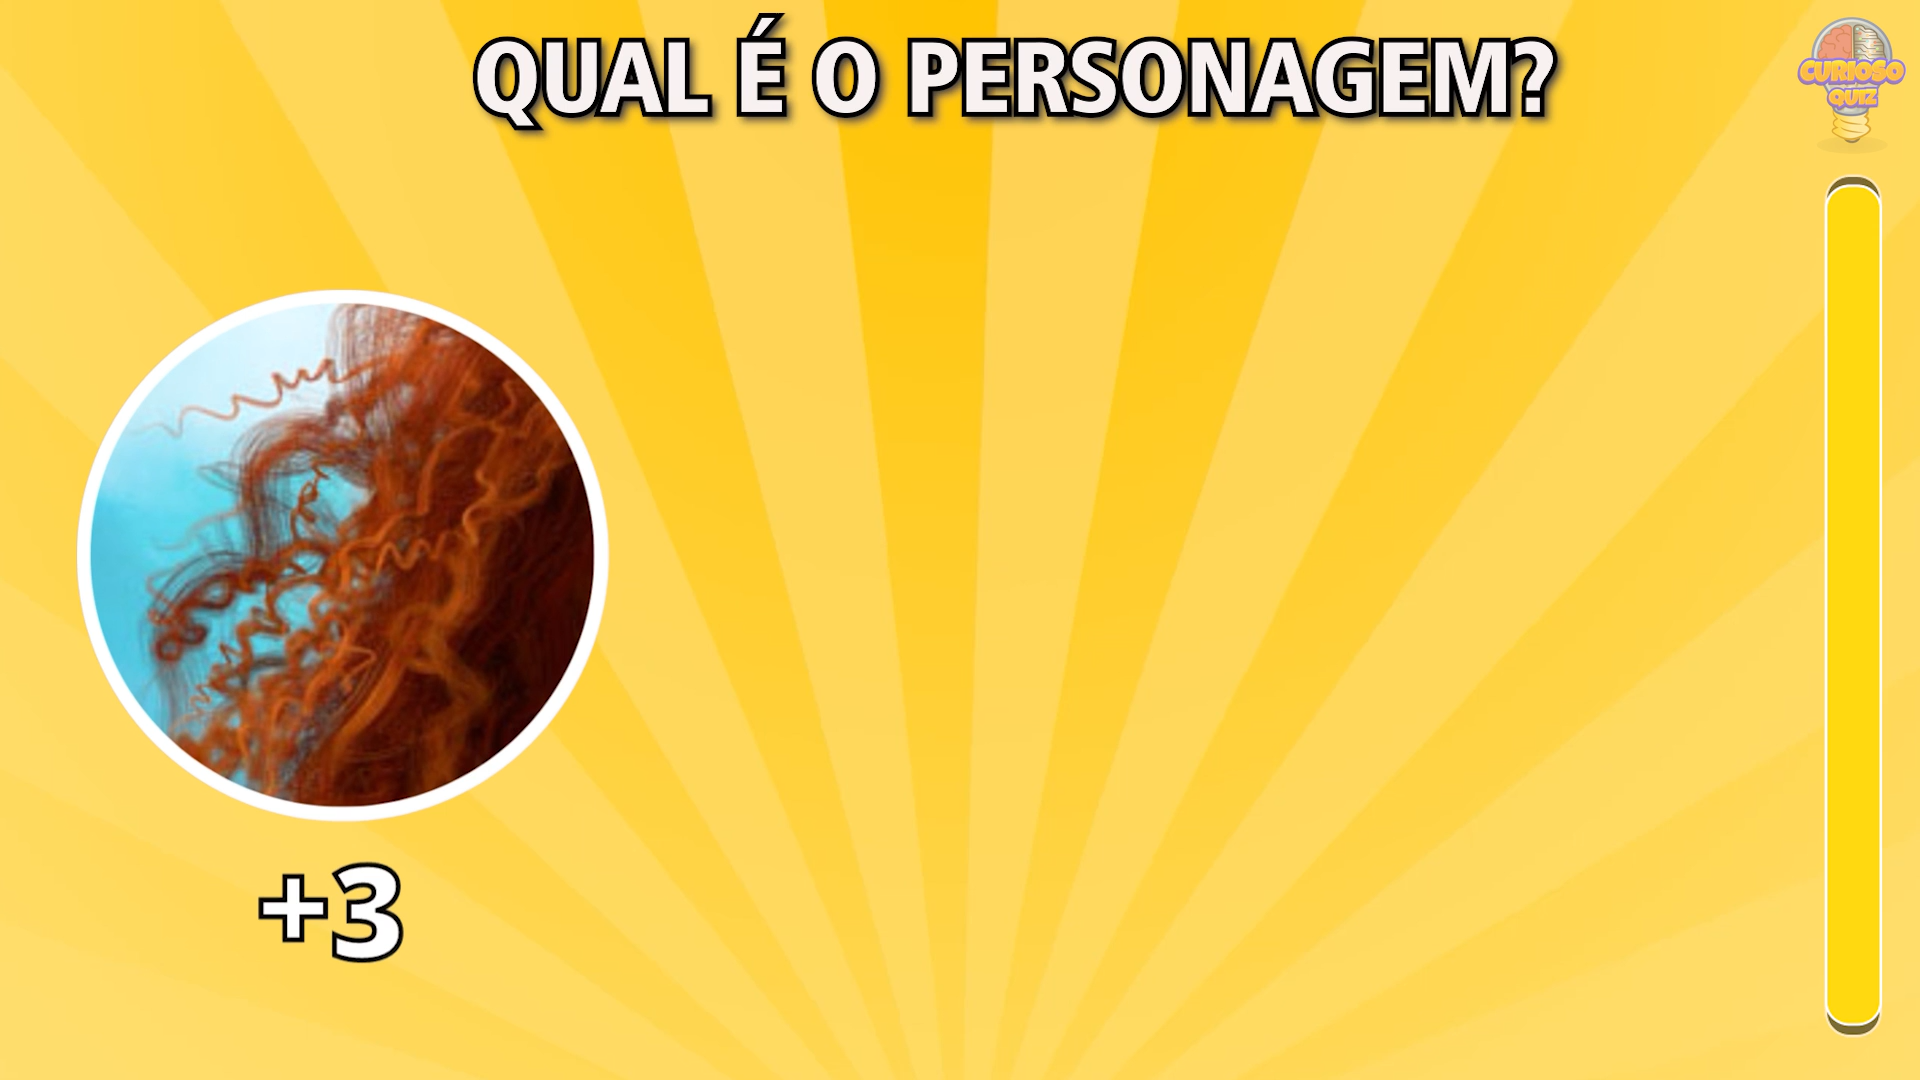 QUAL É O PERSONAGEM?
CURIOSO
QUIZ
+3